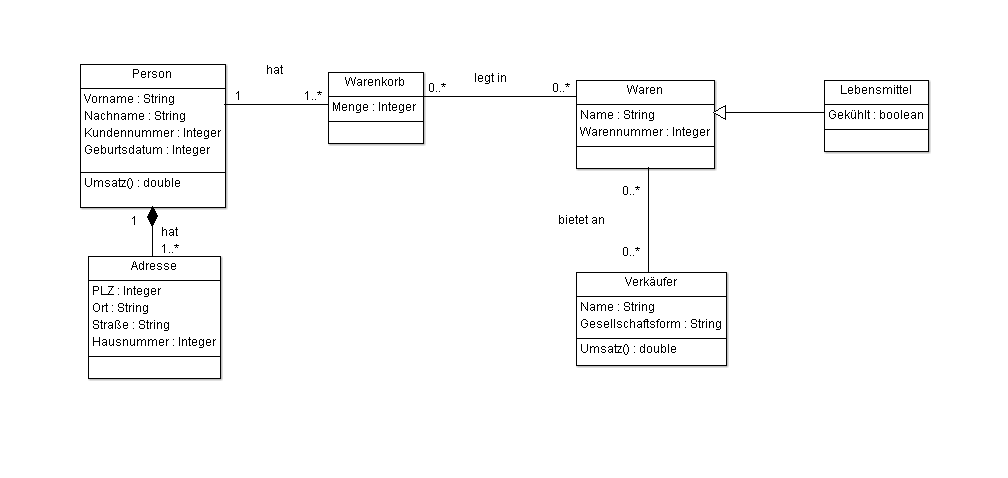 Person
Vorname : String
Nachname : String
Kundennummer : Integer
Geburtsdatum : Integer
Umsatz() : double
hat
1
1..*
Warenkorb
Menge : Integer
legt in
0..*
0..*
Waren
Name : String
Warennummer : Integer
Lebensmittel
Gekühlt : boolean
1
hat
1..*
Adresse
PLZ : Integer
Ort : String
Straße : String
Hausnummer : Integer
0..*
bietet an
0..*
Verkäufer
Name : String
Gesellschaftsform : String
Umsatz() : double